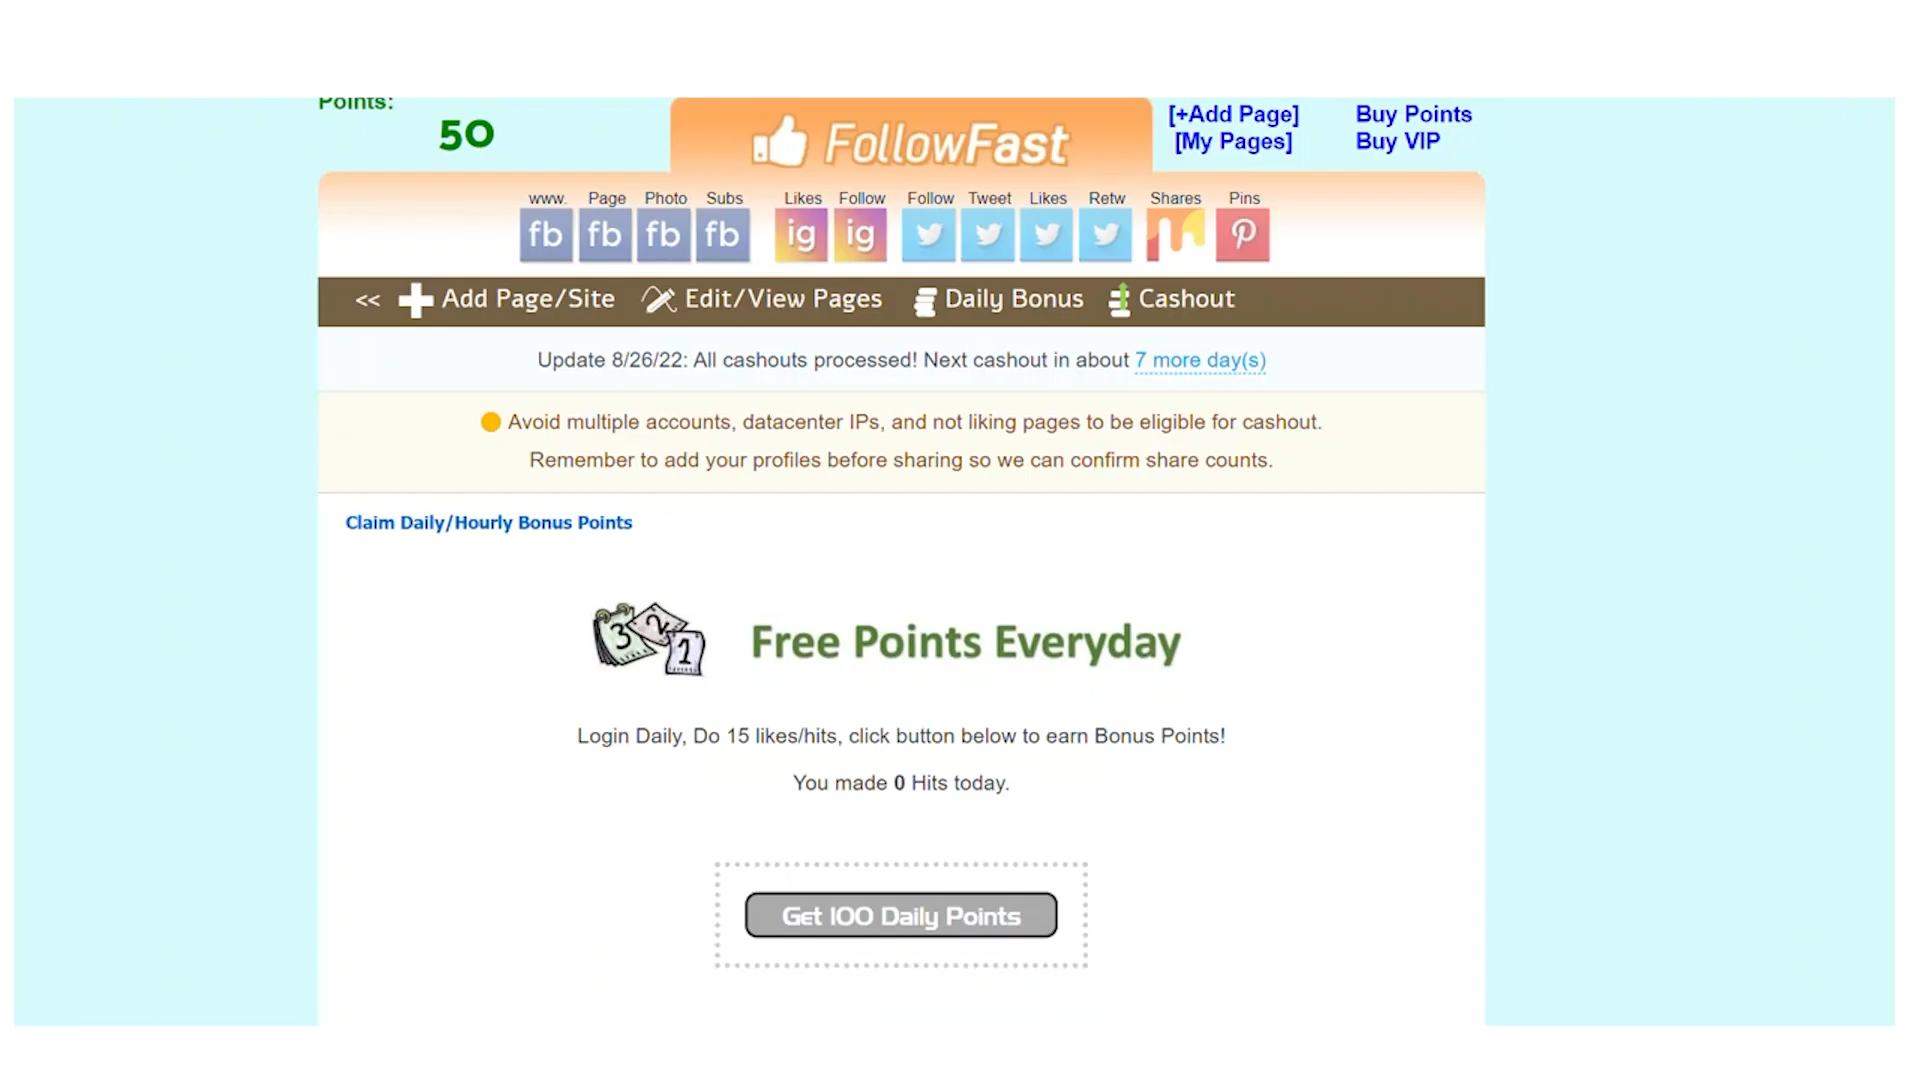 Points:
50
FollowFast
[+Add Page]
[My Pages]
Buy Points
Buy VIP
www. Page Photo Subs Likes Follow Follow Tweet Likes Retw Shares Pins
fb fb fb fb ig ig
<< Add Page/Site Edit/View Pages Daily Bonus Cashout
Update 8/26/22: All cashouts processed! Next cashout in about 7 more day(s)
Avoid multiple accounts, datacenter IPs, and not liking pages to be eligible for cashout.
Remember to add your profiles before sharing so we can confirm share counts.
Claim Daily/Hourly Bonus Points
3 2 1
Free Points Everyday
Login Daily, Do 15 likes/hits, click button below to earn Bonus Points!
You made 0 Hits today.
Get 100 Daily Points